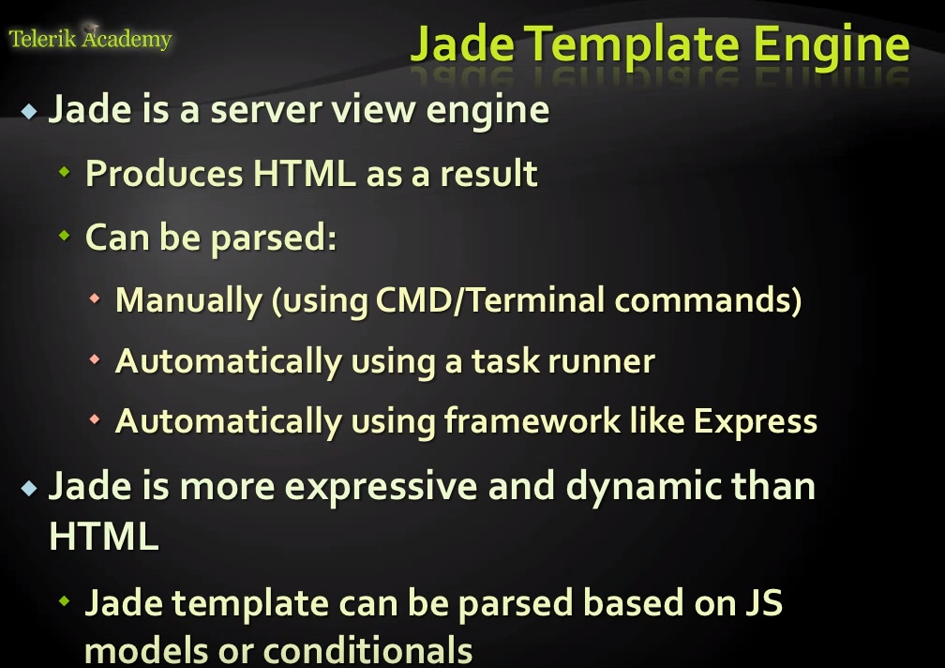 Telerik Academy
Jade Template Engine
Jade is a server view engine
Produces HTML as a result
Can be parsed:
Manually (using CMD/Terminal commands)
Automatically using a task runner
Automatically using framework like Express
Jade is more expressive and dynamic than
HTML
Jade template can be parsed based on JS
models or conditionals